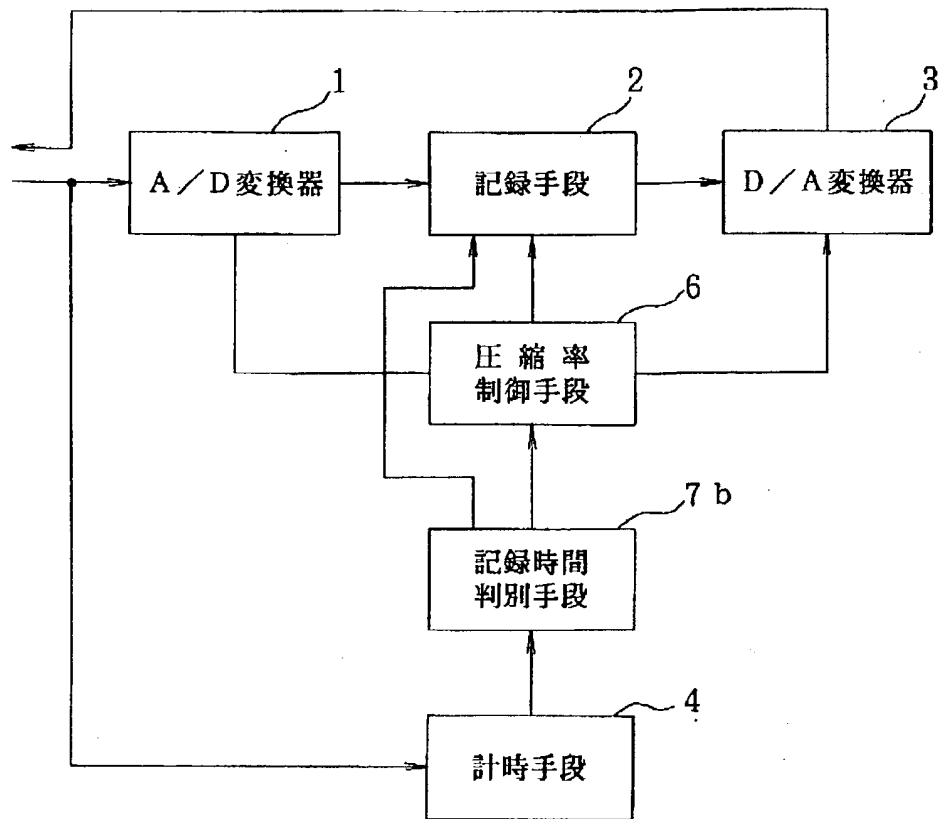 1
2
3
A/D変換器
記録手段
D/A変換器
6
圧縮率
制御手段
7b
記録時間
判別手段
4
計時手段